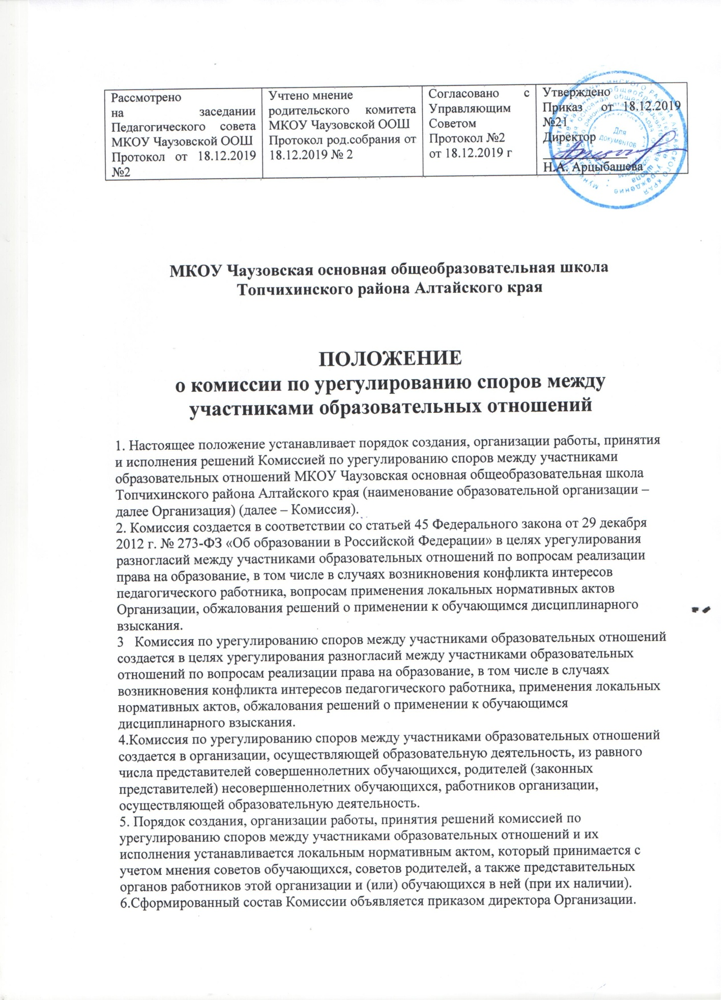 Рассмотрено
на заседании
Педагогического совета
МКОУ Чаузовской ООШ
Протокол от 18.12.2019
№2
Учтено мнение
родительского комитета
МКОУ Чаузовской ООШ
Протокол род.собрания от
18.12.2019 № 2
Согласовано с
Управляющим
Советом
Протокол №2
от 18.12.2019 г
Утверждено
Приказ от 18.12.2019
№21
Директор
Н.А. Арцыбашева
Для
документов
МКОУ Чаузовская основная общеобразовательная школа
Топчихинского района Алтайского края
ПОЛОЖЕНИЕ
о комиссии по урегулированию споров между
участниками образовательных отношений
1. Настоящее положение устанавливает порядок создания, организации работы, принятия
и исполнения решений Комиссией по урегулированию споров между участниками
образовательных отношений МКОУ Чаузовская основная общеобразовательная школа
Топчихинского района Алтайского края (наименование образовательной организации –
далее Организация) (далее – Комиссия).
2. Комиссия создается в соответствии со статьей 45 Федерального закона от 29 декабря
2012 г. № 273-ФЗ «Об образовании в Российской Федерации» в целях урегулирования
разногласий между участниками образовательных отношений по вопросам реализации
права на образование, в том числе в случаях возникновения конфликта интересов
педагогического работника, вопросам применения локальных нормативных актов
Организации, обжалования решений о применении к обучающимся дисциплинарного
взыскания.
3 Комиссия по урегулированию споров между участниками образовательных отношений
создается в целях урегулирования разногласий между участниками образовательных
отношений по вопросам реализации права на образование, в том числе в случаях
возникновения конфликта интересов педагогического работника, применения локальных
нормативных актов, обжалования решений о применении к обучающимся
дисциплинарного взыскания.
4.Комиссия по урегулированию споров между участниками образовательных отношений
создается в организации, осуществляющей образовательную деятельность, из равного
числа представителей совершеннолетних обучающихся, родителей (законных
представителей) несовершеннолетних обучающихся, работников организации,
осуществляющей образовательную деятельность.
5. Порядок создания, организации работы, принятия решений комиссией по
урегулированию споров между участниками образовательных отношений и их
исполнения устанавливается локальным нормативным актом, который принимается с
учетом мнения советов обучающихся, советов родителей, а также представительных
органов работников этой организации и (или) обучающихся в ней (при их наличии).
6.Сформированный состав Комиссии объявляется приказом директора Организации.